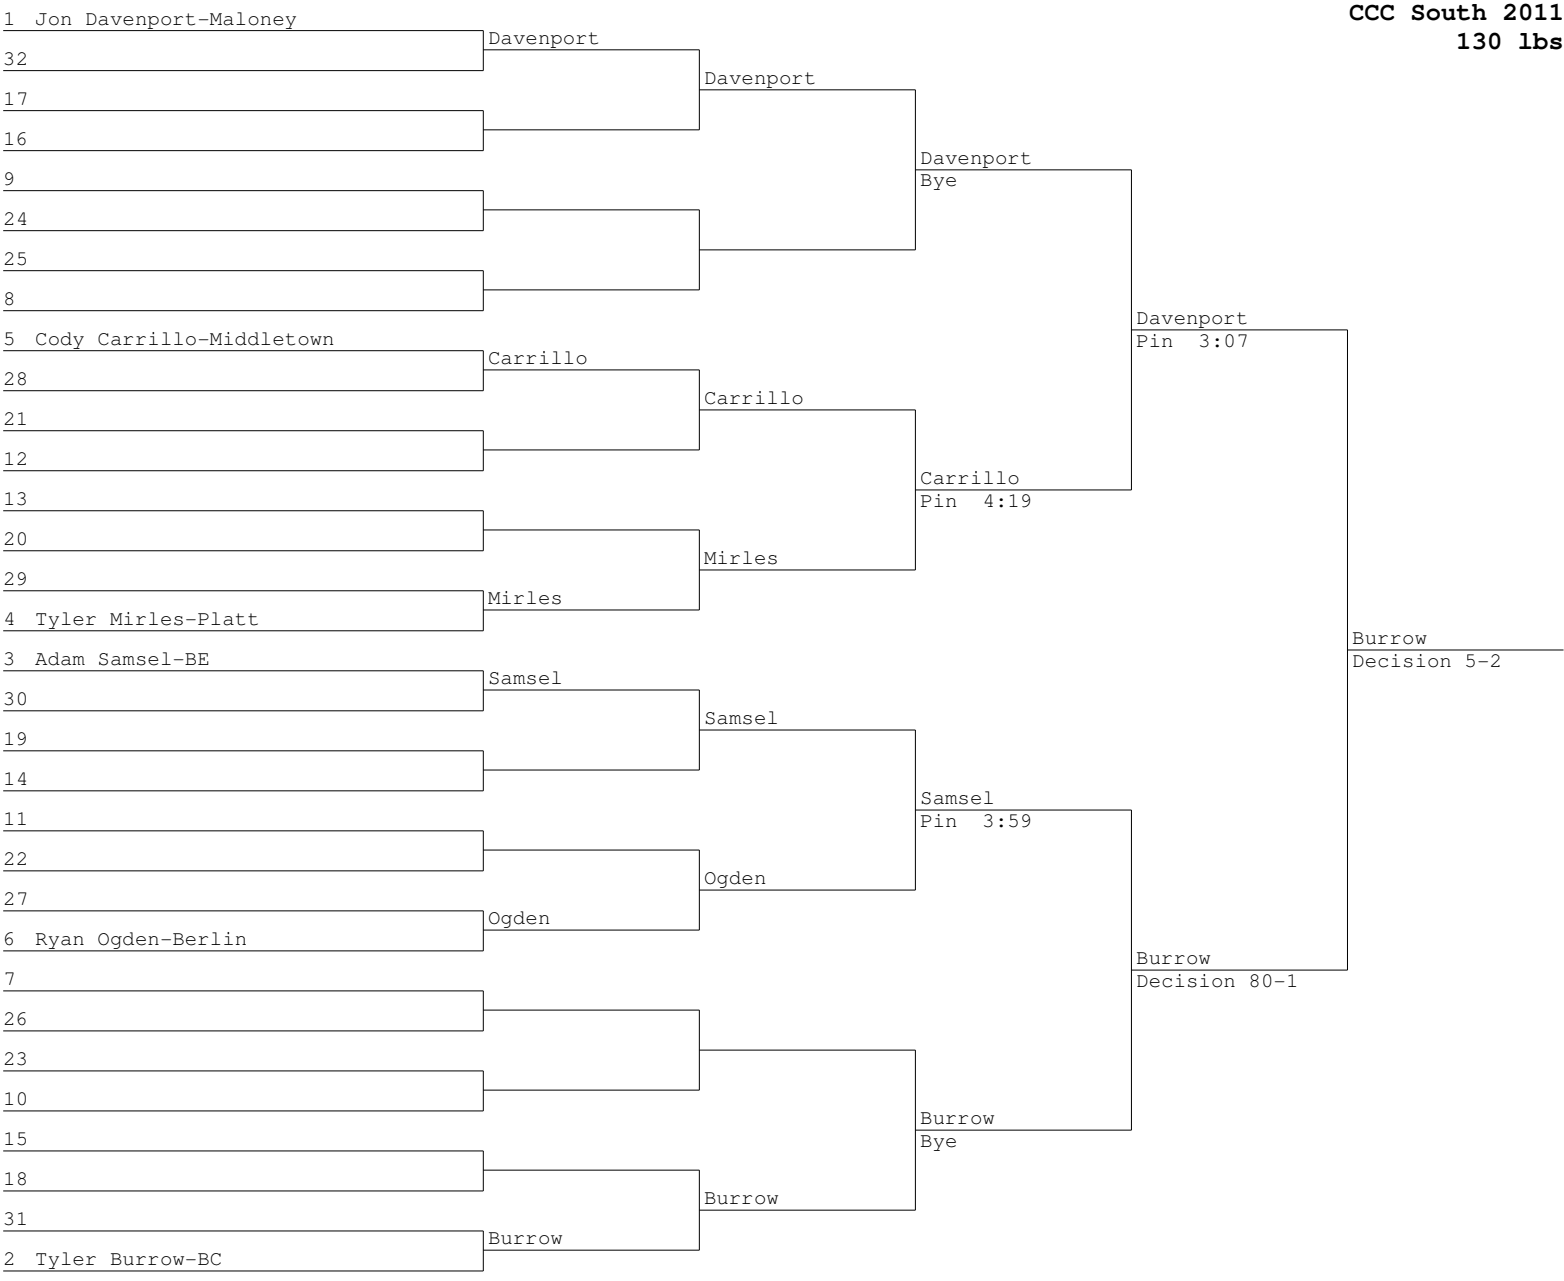 CCC South 2011
130 lbs
1 Jon Davenport-Maloney
Davenport
32
Davenport
17
16
Davenport
Bye
9
24
25
8
Davenport
Pin 3:07
5 Cody Carrillo-Middletown
Carrillo
28
Carrillo
21
12
Carrillo
Pin 4:19
13
20
Mirles
29
Mirles
4 Tyler Mirles-Platt
Burrow
Decision 5-2
3 Adam Samsel-BE
Samsel
30
Samsel
19
14
Samsel
Pin 3:59
11
22
Ogden
27
Ogden
6 Ryan Ogden-Berlin
Burrow
Decision 80-1
7
26
23
10
Burrow
Bye
15
18
Burrow
31
Burrow
2 Tyler Burrow-BC